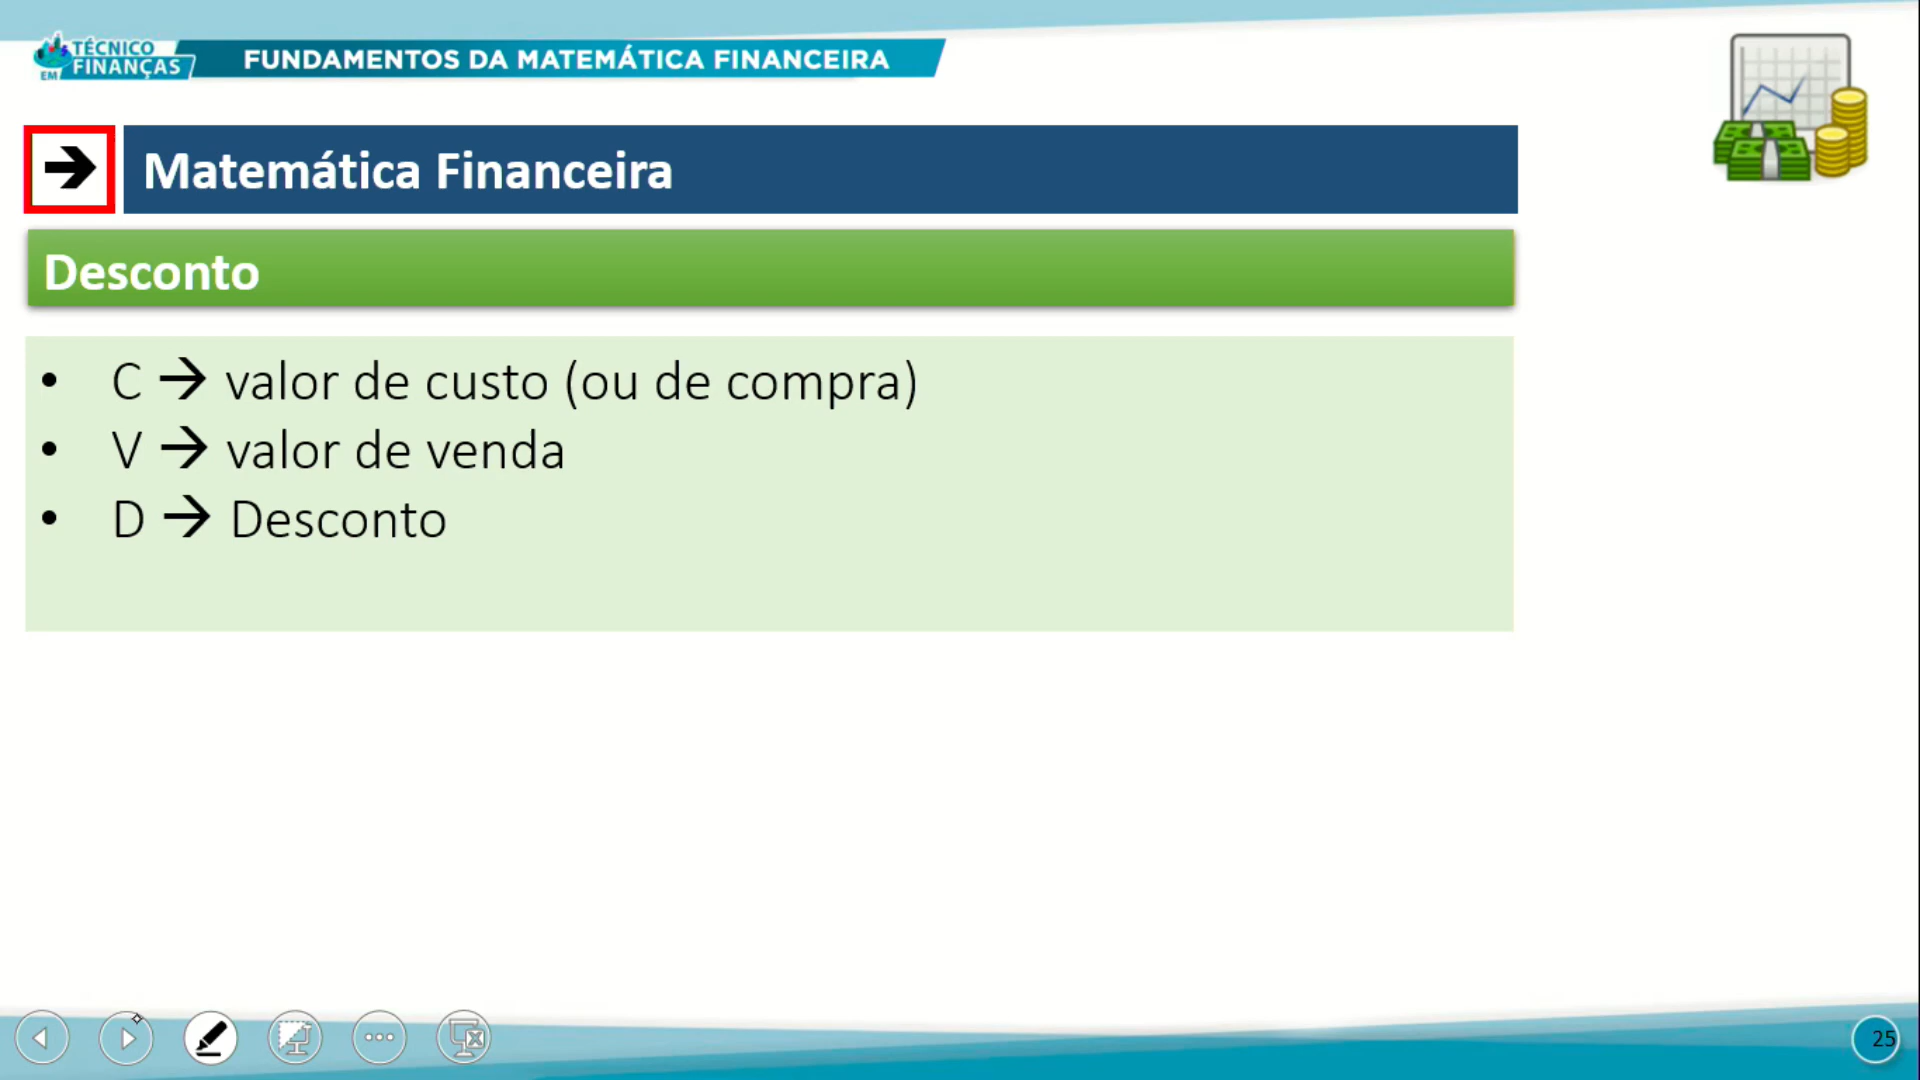 TÉCNICO
EM FINANÇAS
FUNDAMENTOS DA MATEMÁTICA FINANCEIRA
➔ Matemática Financeira
Desconto
• C → valor de custo (ou de compra)
• V → valor de venda
• D → Desconto
25